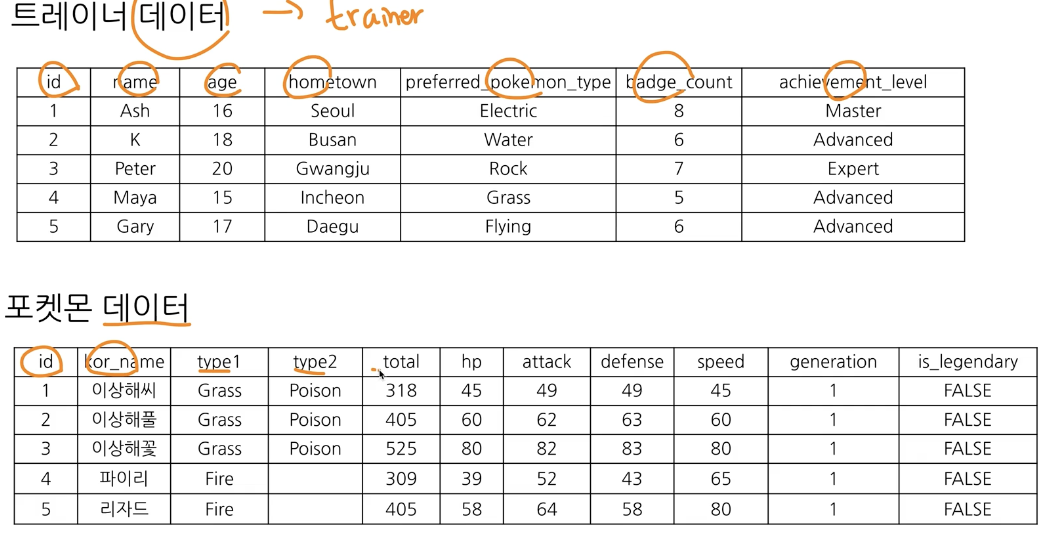 트레이너 데이터 → trainer
id name age hometown preferred_pokemon_type badge_count achievement_level
1 Ash 16 Seoul Electric 8 Master
2 K 18 Busan Water 6 Advanced
3 Peter 20 Gwangju Rock 7 Expert
4 Maya 15 Incheon Grass 5 Advanced
5 Gary 17 Daegu Flying 6 Advanced
포켓몬 데이터
id kor_name type1 type2 total hp attack defense speed generation is_legendary
1 이상해씨 Grass Poison 318 45 49 49 45 1 FALSE
2 이상해풀 Grass Poison 405 60 62 63 60 1 FALSE
3 이상해꽃 Grass Poison 525 80 82 83 80 1 FALSE
4 파이리 Fire 309 39 52 43 65 1 FALSE
5 리자드 Fire 405 58 64 58 80 1 FALSE